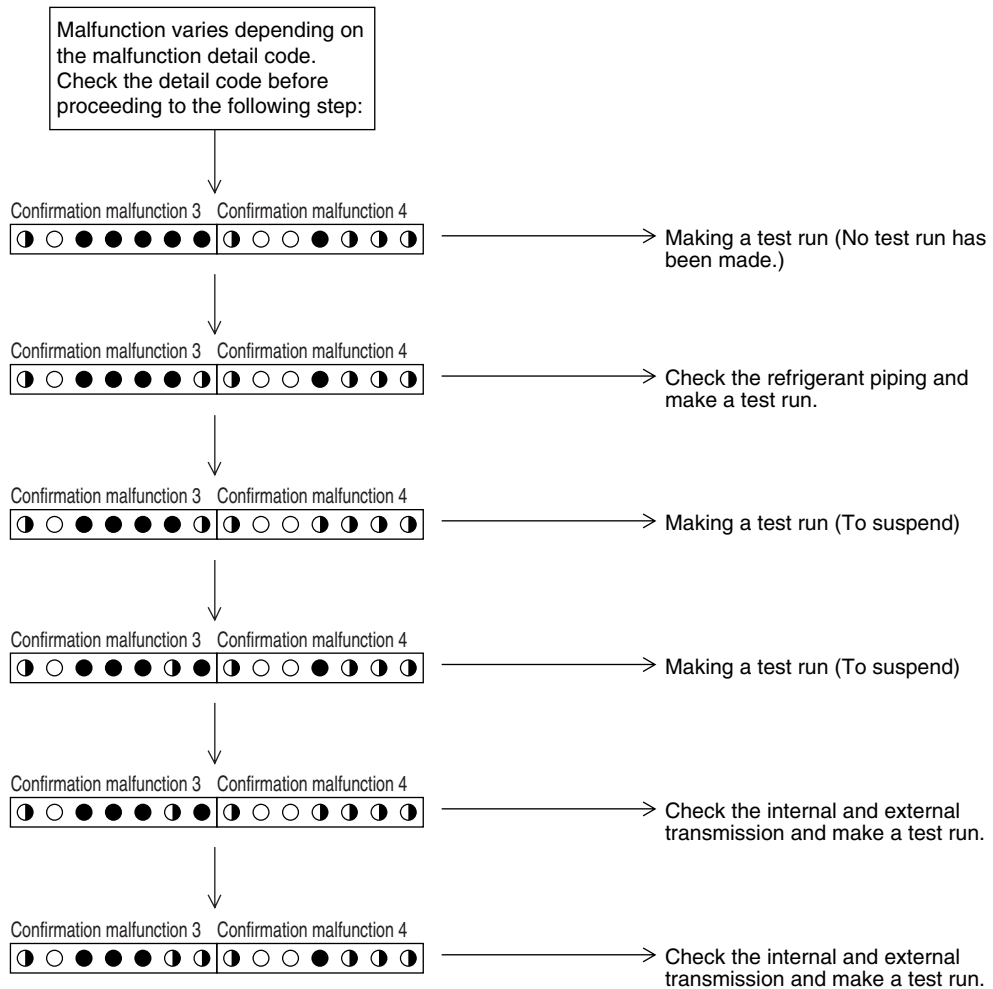 Malfunction varies depending on
the malfunction detail code.
Check the detail code before
proceeding to the following step:
Confirmation malfunction 3 Confirmation malfunction 4
Making a test run (No test run has
been made.)
Confirmation malfunction 3 Confirmation malfunction 4
Check the refrigerant piping and
make a test run.
Confirmation malfunction 3 Confirmation malfunction 4
Making a test run (To suspend)
Confirmation malfunction 3 Confirmation malfunction 4
Making a test run (To suspend)
Confirmation malfunction 3 Confirmation malfunction 4
Check the internal and external
transmission and make a test run.
Confirmation malfunction 3 Confirmation malfunction 4
Check the internal and external
transmission and make a test run.